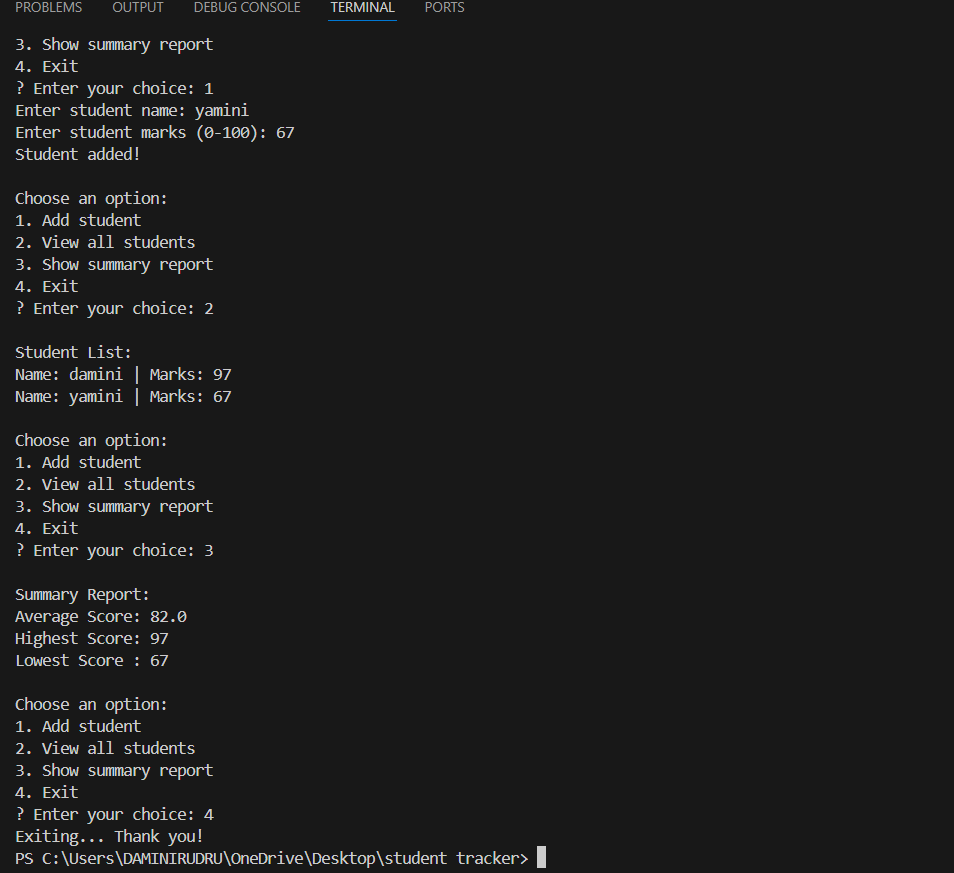 PROBLEMS OUTPUT DEBUG CONSOLE TERMINAL PORTS
3. Show summary report
4. Exit
? Enter your choice: 1
Enter student name: yamini
Enter student marks (0-100): 67
Student added!
Choose an option:
1. Add student
2. View all students
3. Show summary report
4. Exit
? Enter your choice: 2
Student List:
Name: damini | Marks: 97
Name: yamini | Marks: 67
Choose an option:
1. Add student
2. View all students
3. Show summary report
4. Exit
? Enter your choice: 3
Summary Report:
Average Score: 82.0
Highest Score: 97
Lowest Score : 67
Choose an option:
1. Add student
2. View all students
3. Show summary report
4. Exit
? Enter your choice: 4
Exiting... Thank you!
PS C:\Users\DAMINIRUDRU\OneDrive\Desktop\student tracker>